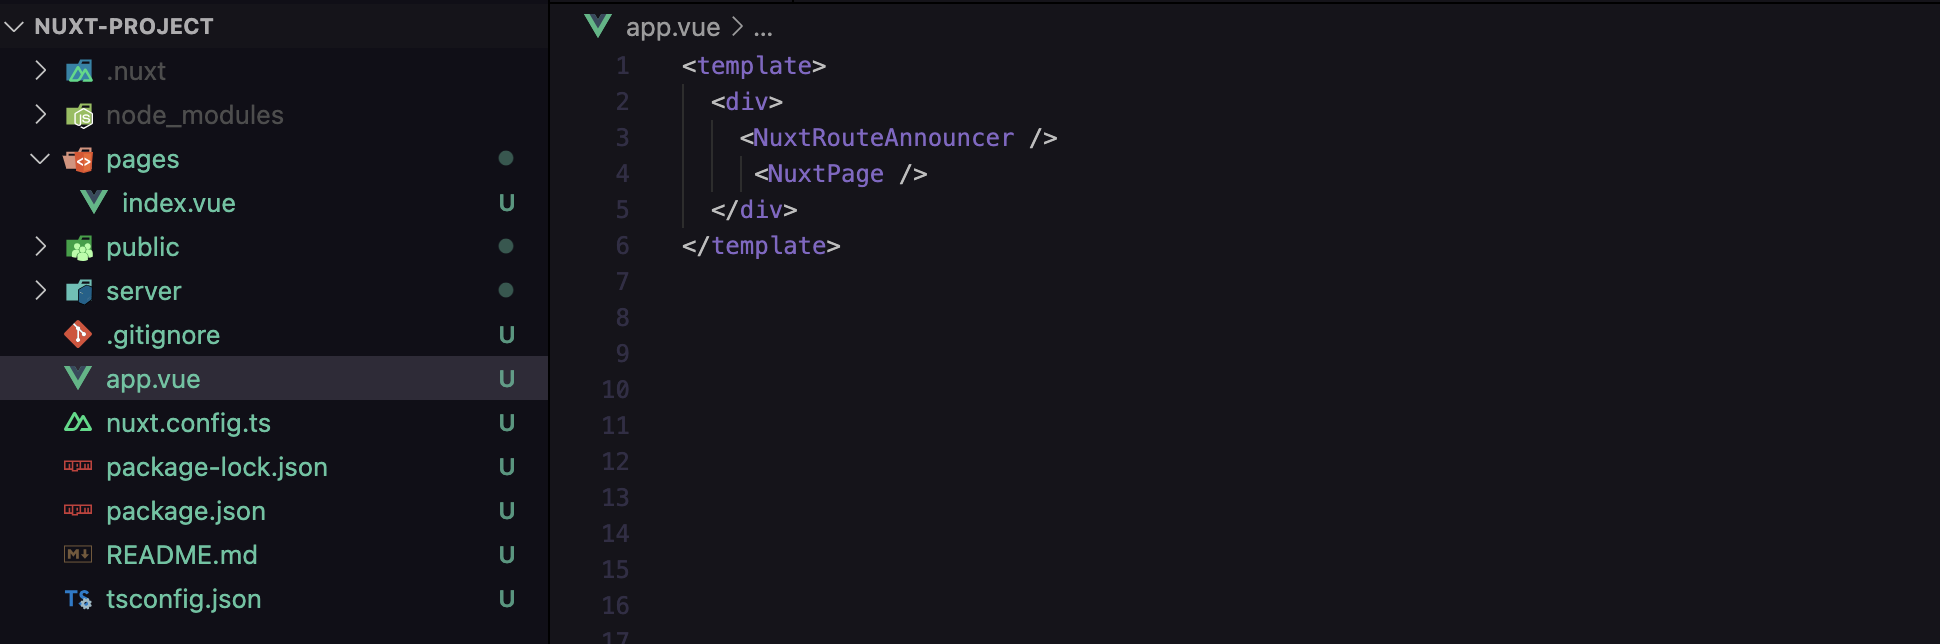 NUXT-PROJECT
.nuxt
node_modules
pages
index.vue U
public
server
.gitignore U
app.vue U
nuxt.config.ts U
package-lock.json U
package.json U
README.md U
tsconfig.json U
app.vue > ...
1 <template>
2 <div>
3 <NuxtRouteAnnouncer />
4 <NuxtPage />
5 </div>
6 </template>
7
8
9
10
11
12
13
14
15
16
17